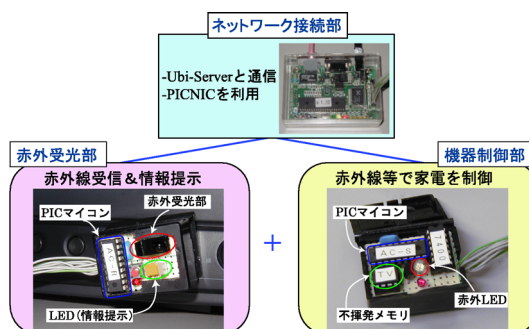 ネットワーク接続部
-Ubi-Serverと通信
-PICNICを利用
赤外受光部
赤外線受信＆情報提示
PICマイコン
赤外受光部
AC-R
LED(情報提示)
+
機器制御部
赤外線等で家電を制御
PICマイコン
AC-S
7400
TV
不揮発メモリ
赤外LED